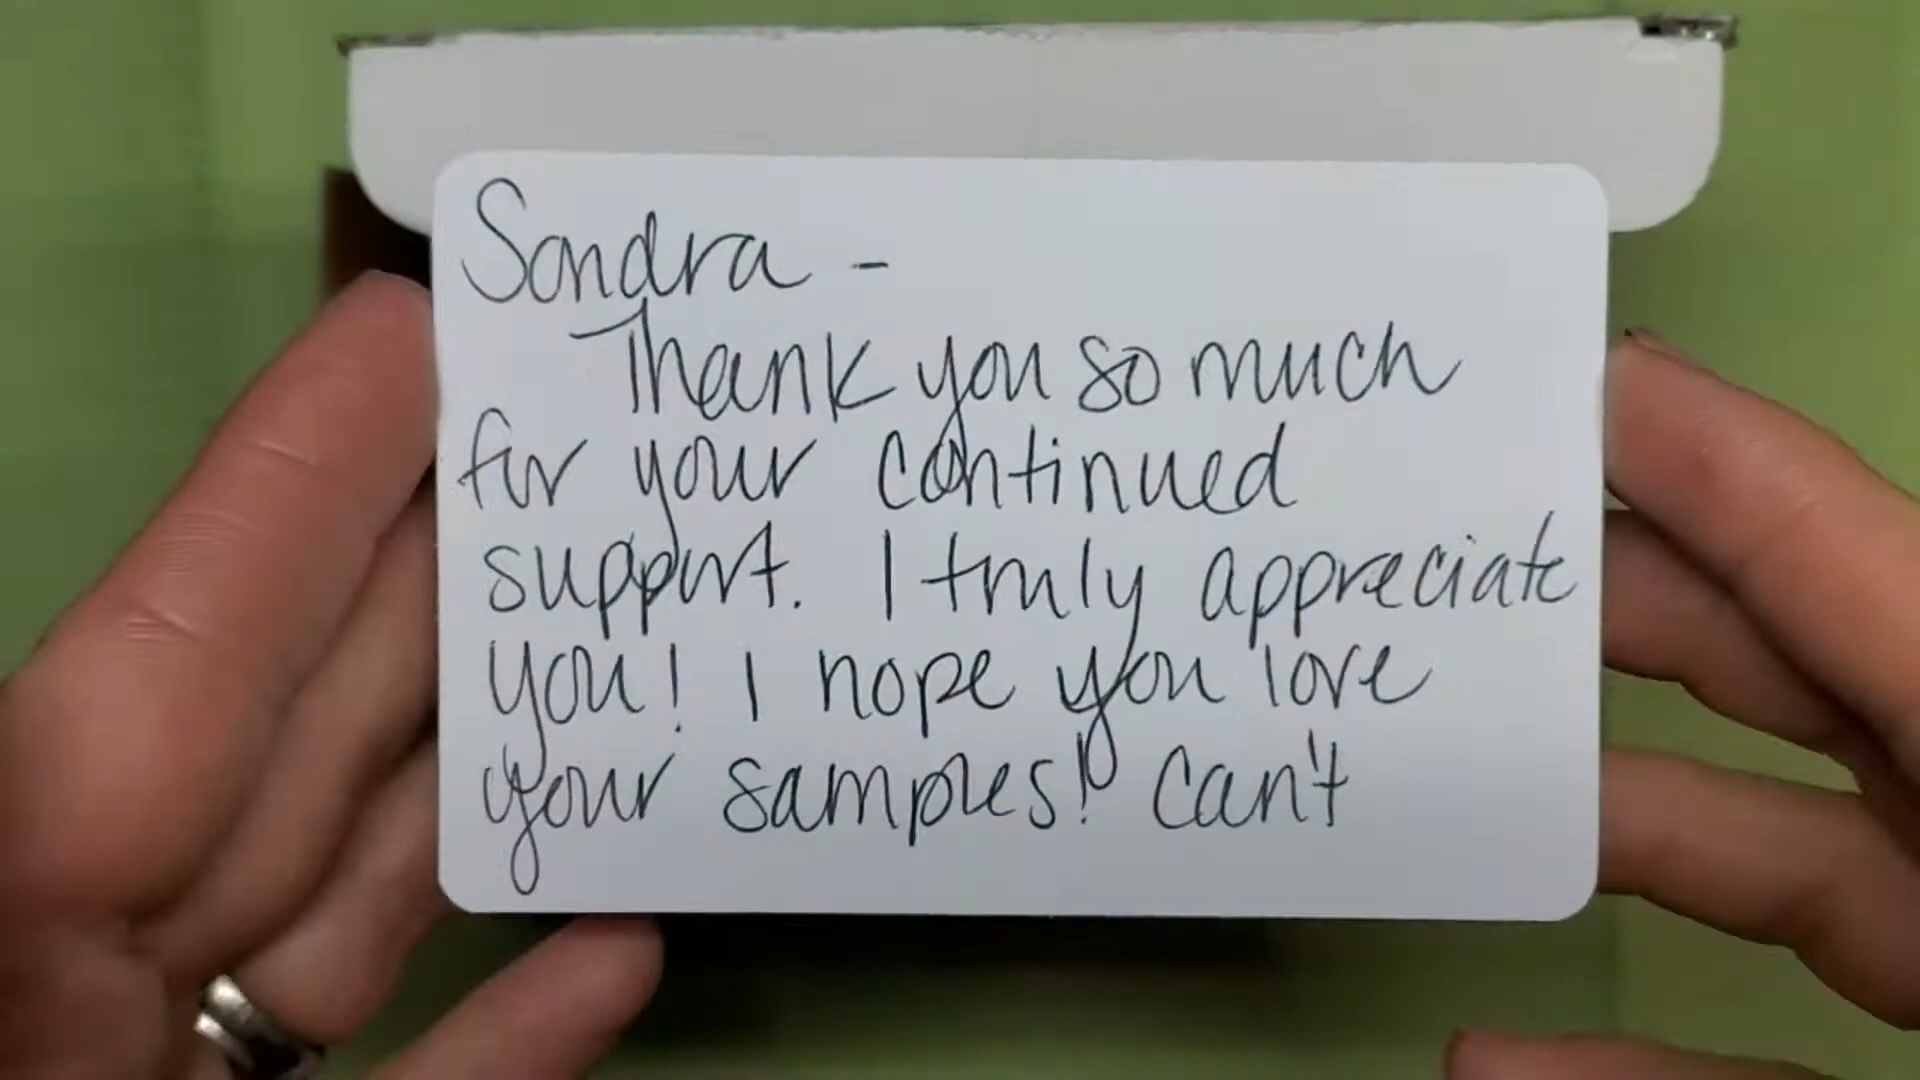 Sondra -
Thank you so much
for your continued
support. I truly appreciate
you! I hope you love
your samples! Can't